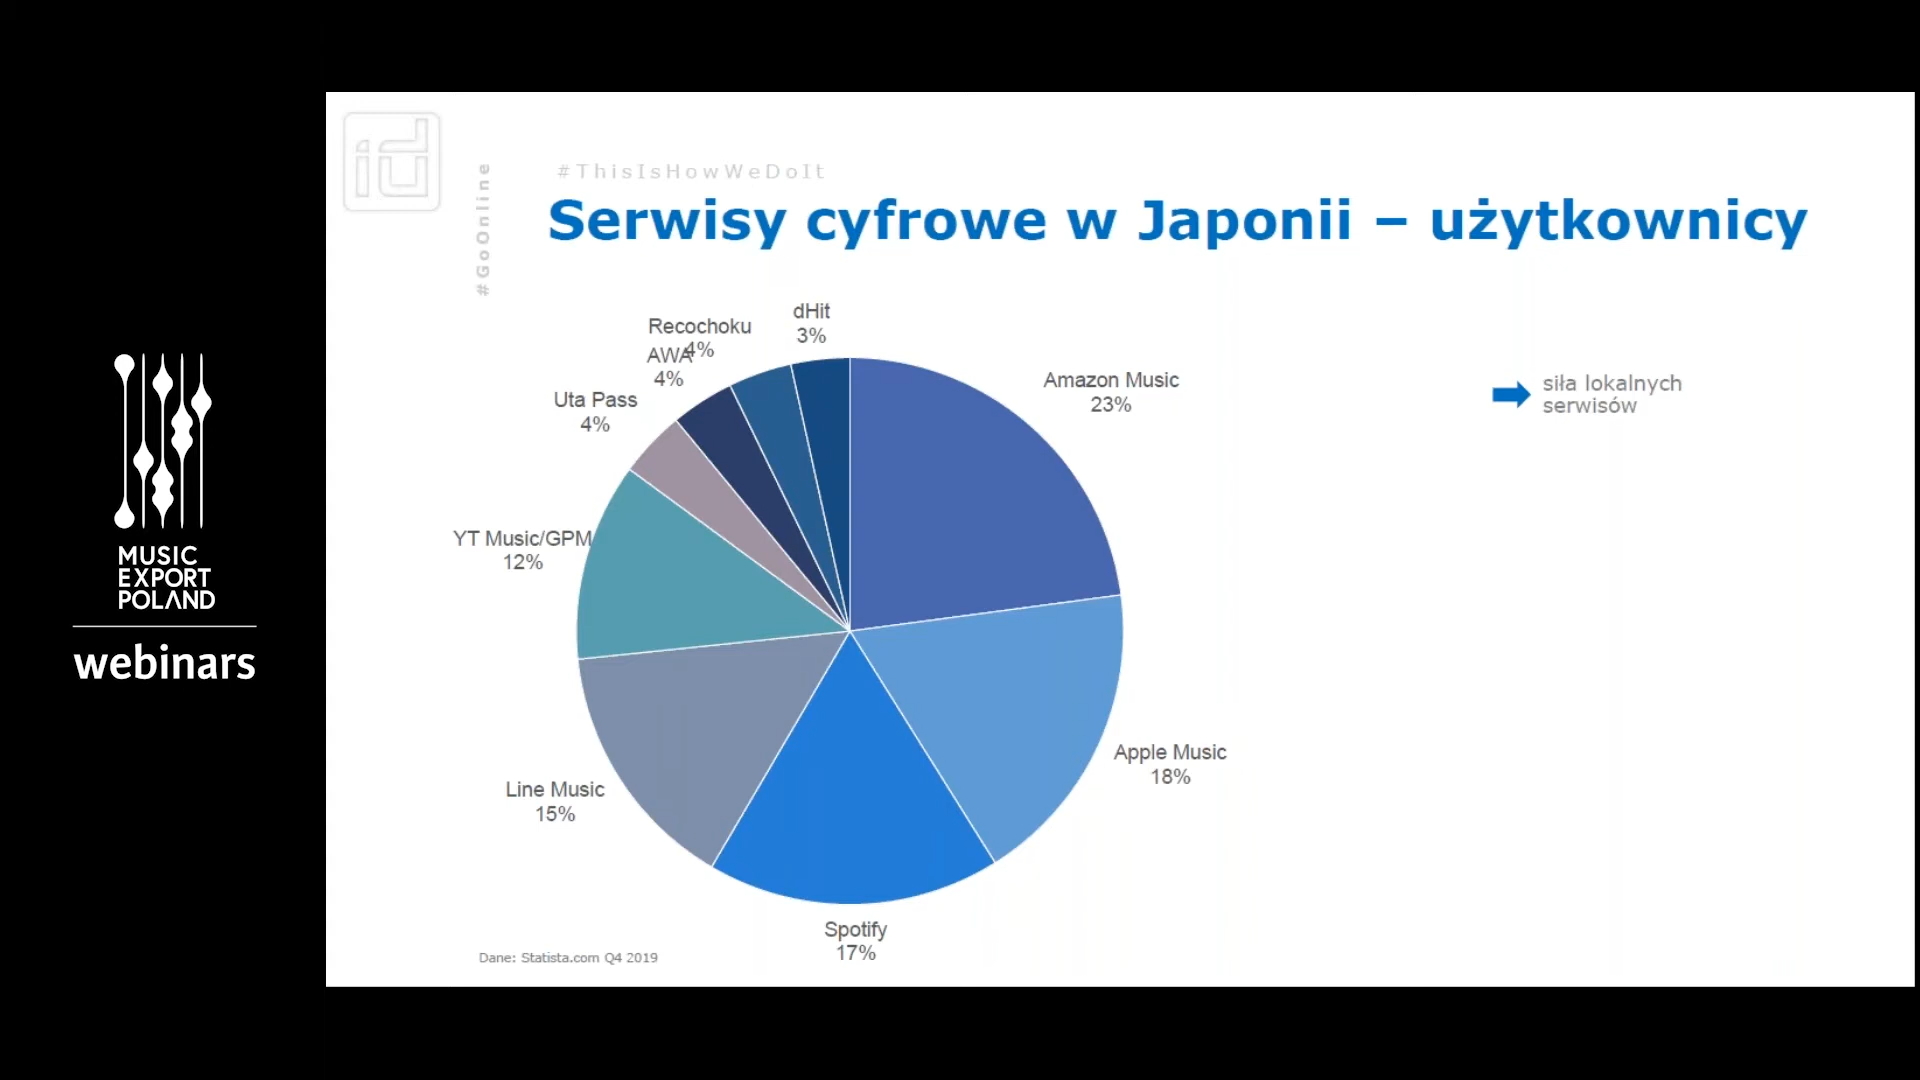 id
#GoOnline
#ThisIsHowWeDoIt
Serwisy cyfrowe w Japonii – użytkownicy
dHit
3%
Recochoku
4%
AWA
4%
Uta Pass
4%
YT Music/GPM
12%
Line Music
15%
Spotify
17%
Apple Music
18%
Amazon Music
23%
siła lokalnych
serwisów
Dane: Statista.com Q4 2019
MUSIC
EXPORT
POLAND
webinars